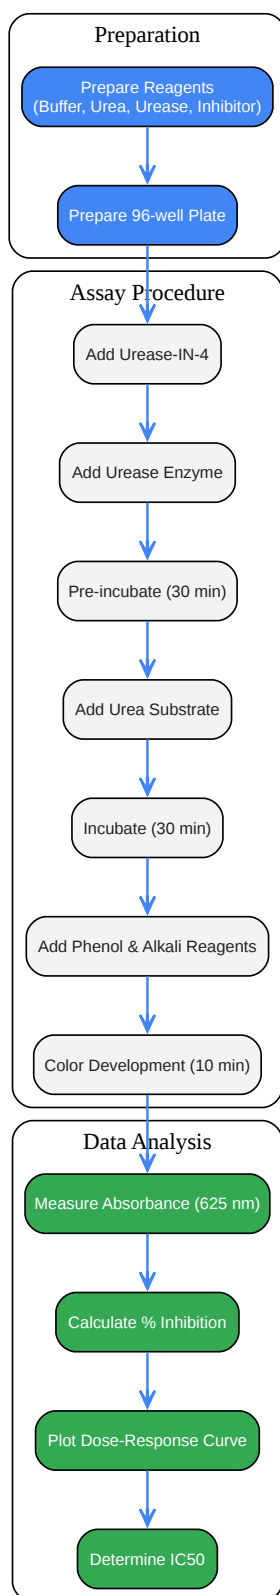 Preparation
Prepare Reagents
(Buffer, Urea, Urease, Inhibitor)
Prepare 96-well Plate
Assay Procedure
Add Urease-IN-4
Add Urease Enzyme
Pre-incubate (30 min)
Add Urea Substrate
Incubate (30 min)
Add Phenol & Alkali Reagents
Color Development (10 min)
Data Analysis
Measure Absorbance (625 nm)
Calculate % Inhibition
Plot Dose-Response Curve
Determine IC50